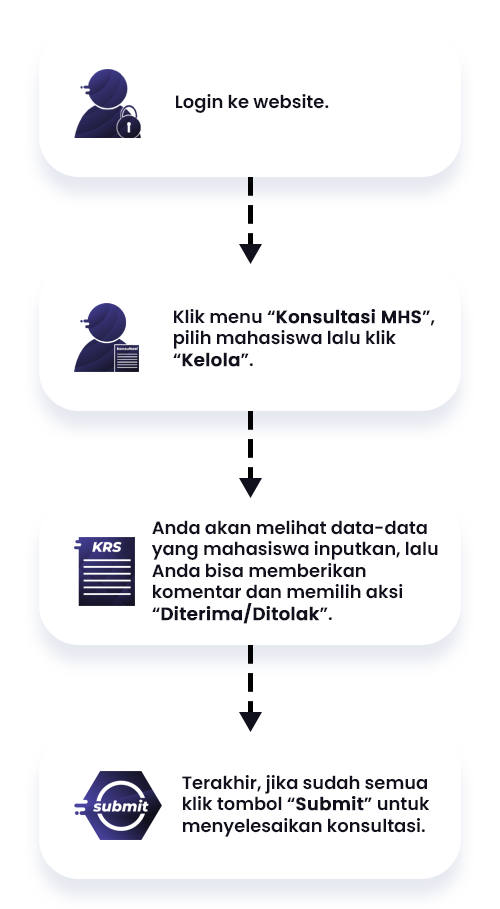 Login ke website.
Konsultasi
Klik menu “Konsultasi MHS”,
pilih mahasiswa lalu klik
“Kelola”.
KRS
Anda akan melihat data-data
yang mahasiswa inputkan, lalu
Anda bisa memberikan
komentar dan memilih aksi
“Diterima/Ditolak”.
submit
Terakhir, jika sudah semua
klik tombol “Submit” untuk
menyelesaikan konsultasi.